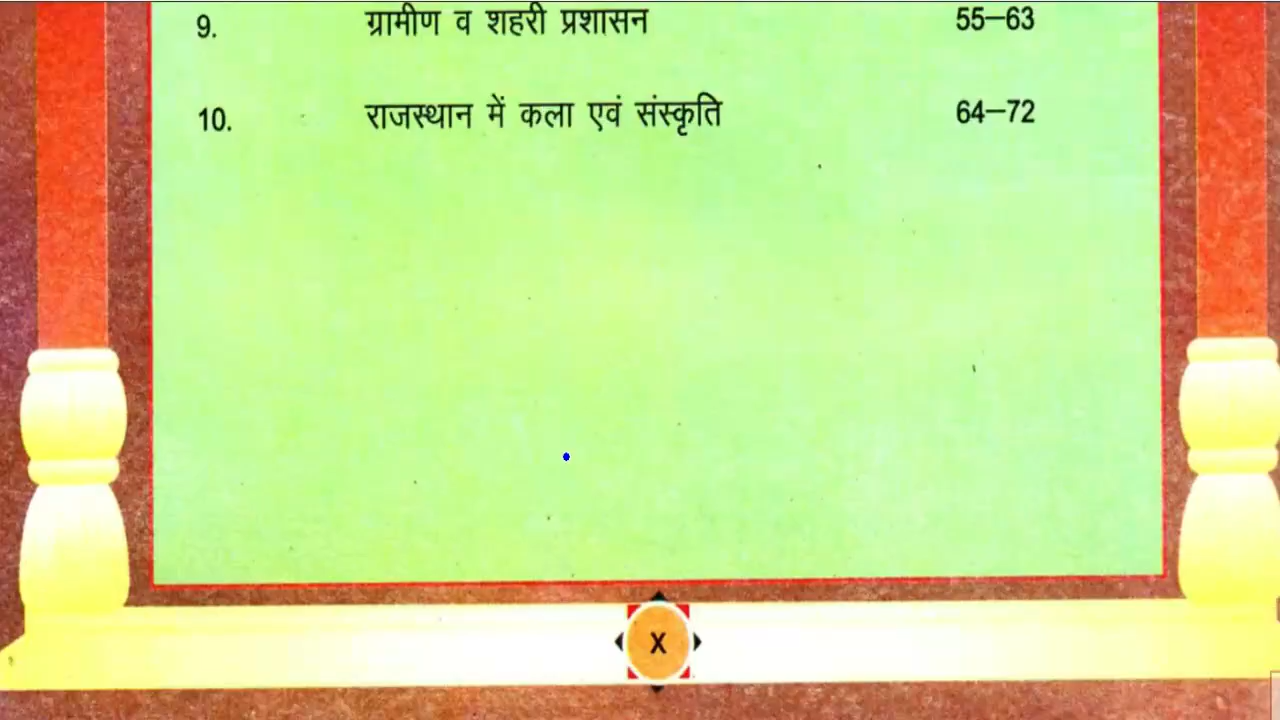 9. ग्रामीण व शहरी प्रशासन 55–63
10. राजस्थान में कला एवं संस्कृति 64–72
X